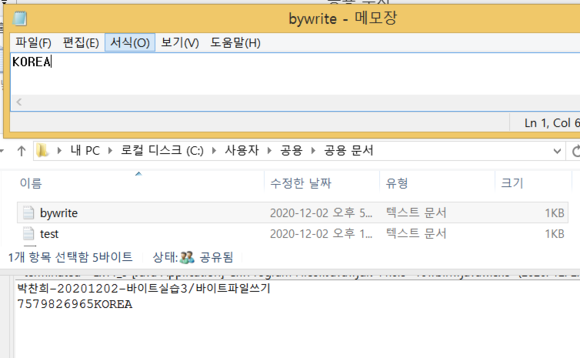 bywrite - 메모장
파일(F) 편집(E) 서식(O) 보기(V) 도움말(H)
KOREA
Ln 1, Col 6
내 PC 로컬 디스크 (C:) 사용자 공용 공용 문서
이름 수정한 날짜 유형 크기
bywrite 2020-12-02 오후 5... 텍스트 문서 1KB
test 2020-12-02 오후 1... 텍스트 문서 1KB
1개 항목 선택함 5바이트 상태: 공유됨
박찬희-20201202-바이트실습3/바이트파일쓰기
7579826965KOREA